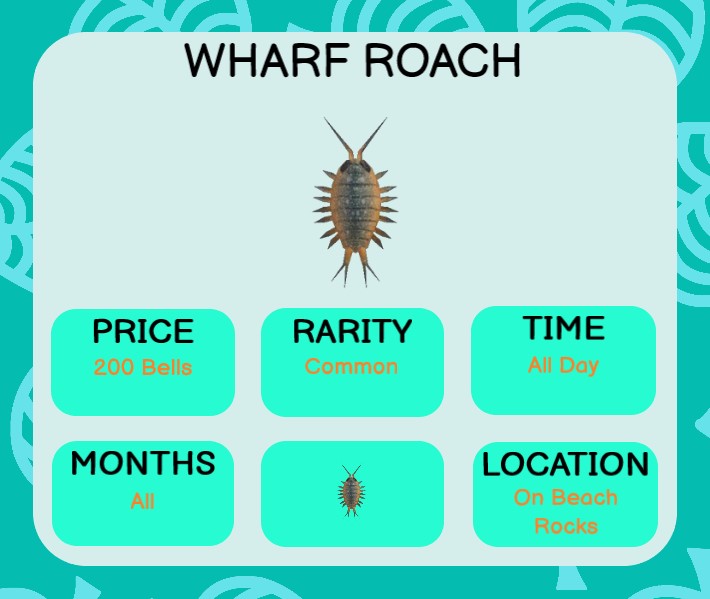 WHARF ROACH
PRICE
200 Bells
RARITY
Common
TIME
All Day
MONTHS
All
LOCATION
On Beach
Rocks